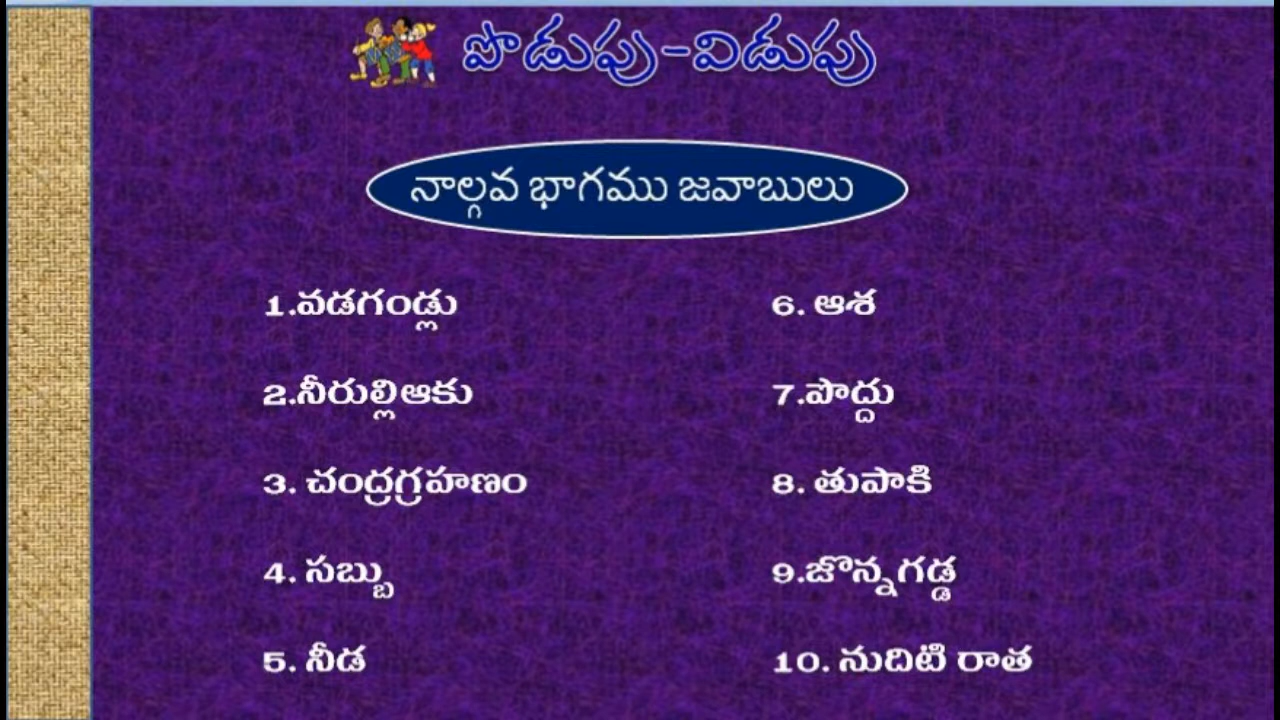 పొడుపు-విడుపు
నాల్గవ భాగము జవాబులు
1.వడగండ్లు
2.నీరుల్లిఆకు
3. చంద్రగ్రహణం
4. సబ్బు
5. నీడ
6. ఆశ
7.పొద్దు
8. తుపాకి
9.జొన్నగడ్డ
10. నుదిటి రాత